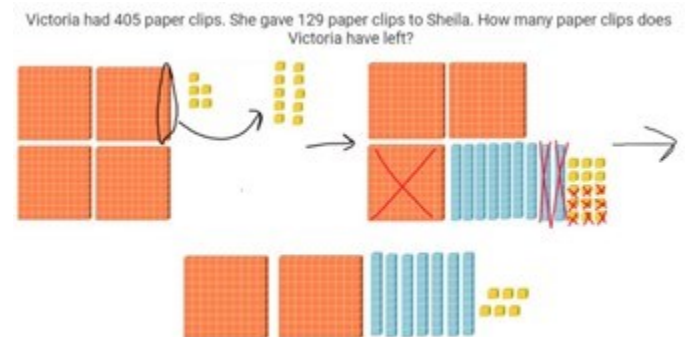 Victoria had 405 paper clips. She gave 129 paper clips to Sheila. How many paper clips does
Victoria have left?